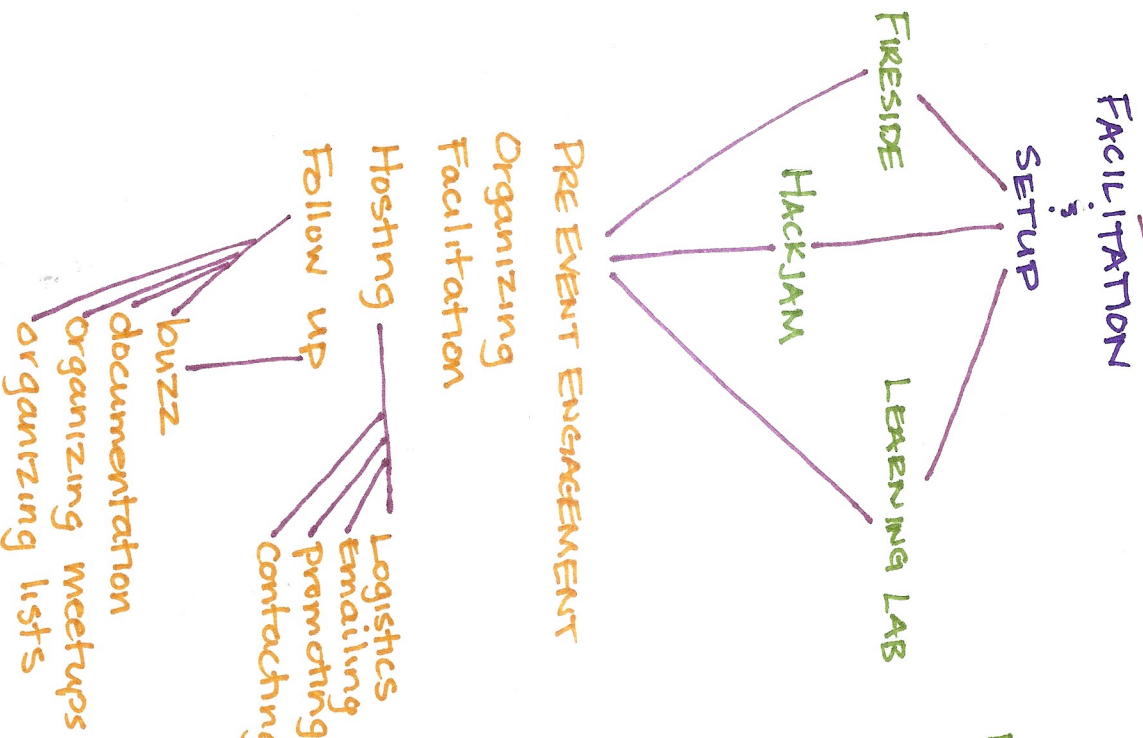 FACILITATION
&
SETUP
FIRESIDE
HACKJAM
LEARNING LAB
PRE EVENT ENGAGEMENT
Organizing
Facilitation
Hosting
Logistics
Emailing
promoting
Follow up
buzz
documentation
organizing meetups
organizing lists